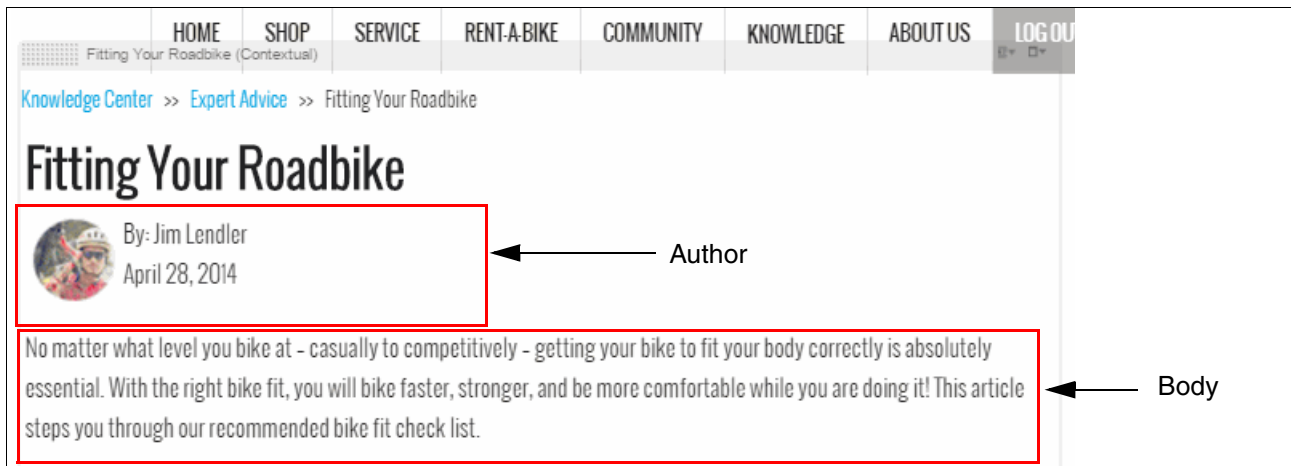 HOME SHOP SERVICE RENT-A-BIKE COMMUNITY KNOWLEDGE ABOUT US LOG OU
Fitting Your Roadbike (Contextual)
Knowledge Center >> Expert Advice >> Fitting Your Roadbike
Fitting Your Roadbike
By: Jim Lendler
April 28, 2014
Author
No matter what level you bike at - casually to competitively - getting your bike to fit your body correctly is absolutely
essential. With the right bike fit, you will bike faster, stronger, and be more comfortable while you are doing it! This article
steps you through our recommended bike fit check list.
Body